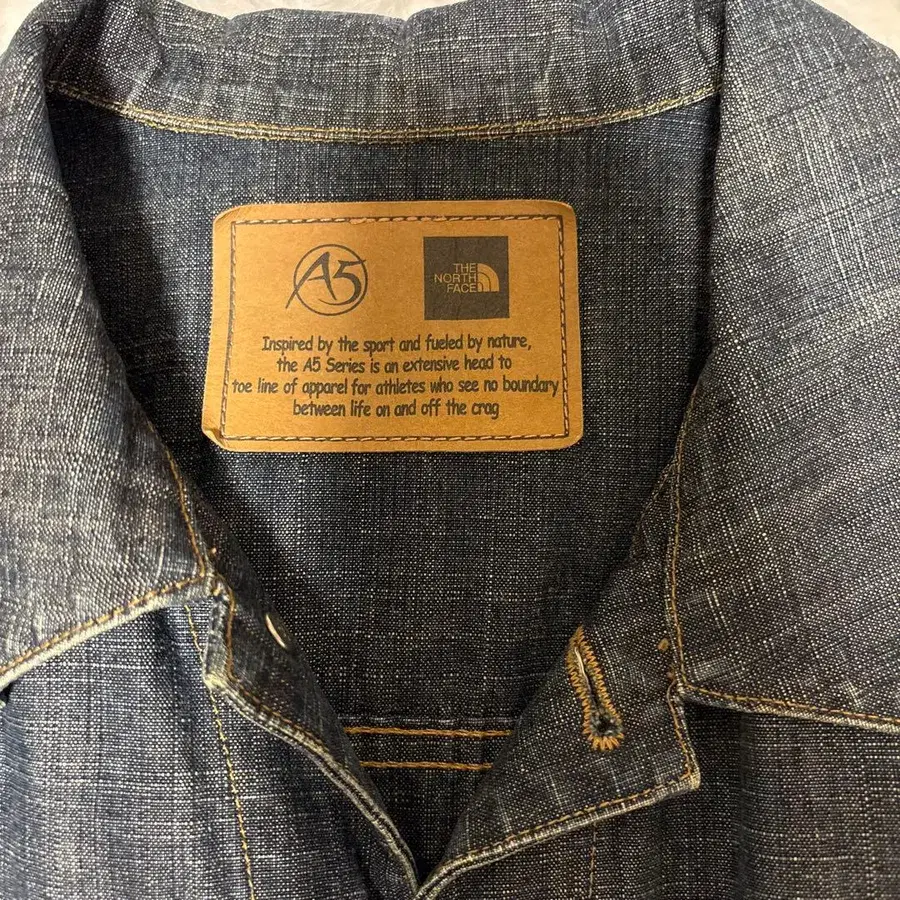 A5
THE
NORTH
FACE
Inspired by the sport and fueled by nature,
the A5 Series is an extensive head to
toe line of apparel for athletes who see no boundary
between life on and off the crag